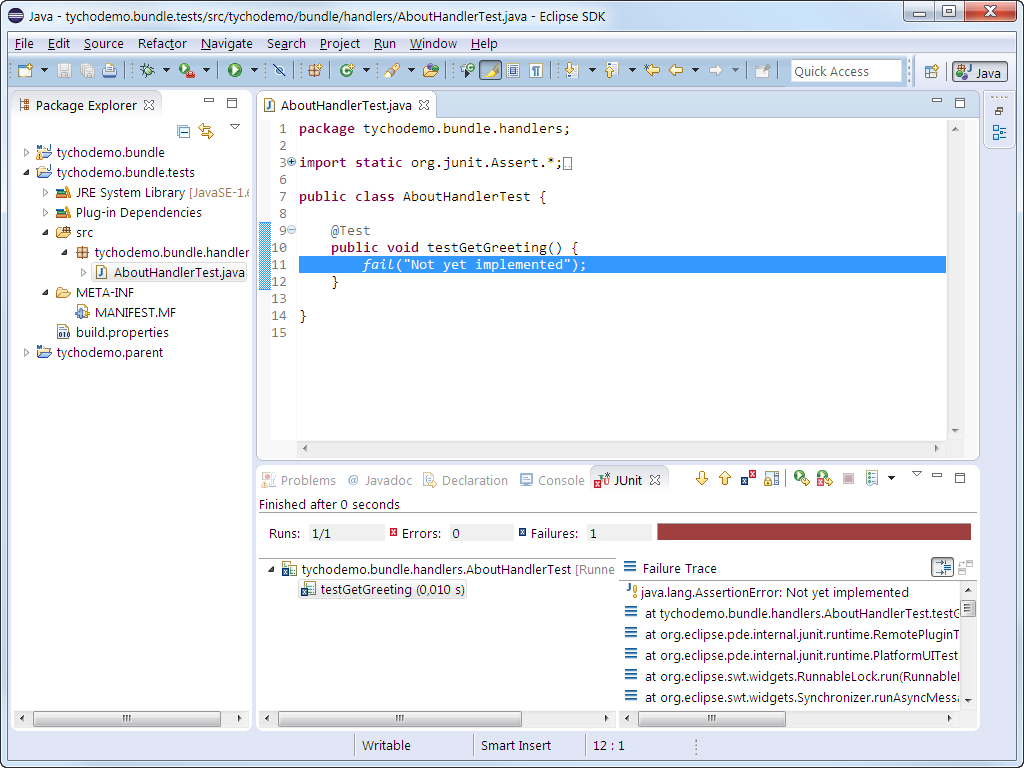 Java - tychodemo.bundle.tests/src/tychodemo/bundle/handlers/AboutHandlerTest.java - Eclipse SDK
File Edit Source Refactor Navigate Search Project Run Window Help
Quick Access
Java
Package Explorer
tychodemo.bundle
tychodemo.bundle.tests
JRE System Library [JavaSE-1.6
Plug-in Dependencies
src
tychodemo.bundle.handler
AboutHandlerTest.java
META-INF
MANIFEST.MF
build.properties
tychodemo.parent
AboutHandlerTest.java
1 package tychodemo.bundle.handlers;
2
3 import static org.junit.Assert.*;
6
7 public class AboutHandlerTest {
8
9 @Test
10 public void testGetGreeting() {
11 fail("Not yet implemented");
12 }
13
14 }
15
Problems @ Javadoc Declaration Console JUnit
Finished after 0 seconds
Runs: 1/1 Errors: 0 Failures: 1
tychodemo.bundle.handlers.AboutHandlerTest [Runne
testGetGreeting (0,010 s)
Failure Trace
java.lang.AssertionError: Not yet implemented
at tychodemo.bundle.handlers.AboutHandlerTest.testG
at org.eclipse.pde.internal.junit.runtime.RemotePluginT
at org.eclipse.pde.internal.junit.runtime.PlatformUITest
at org.eclipse.swt.widgets.RunnableLock.run(Runnable
at org.eclipse.swt.widgets.Synchronizer.runAsyncMessa
Writable Smart Insert 12 : 1